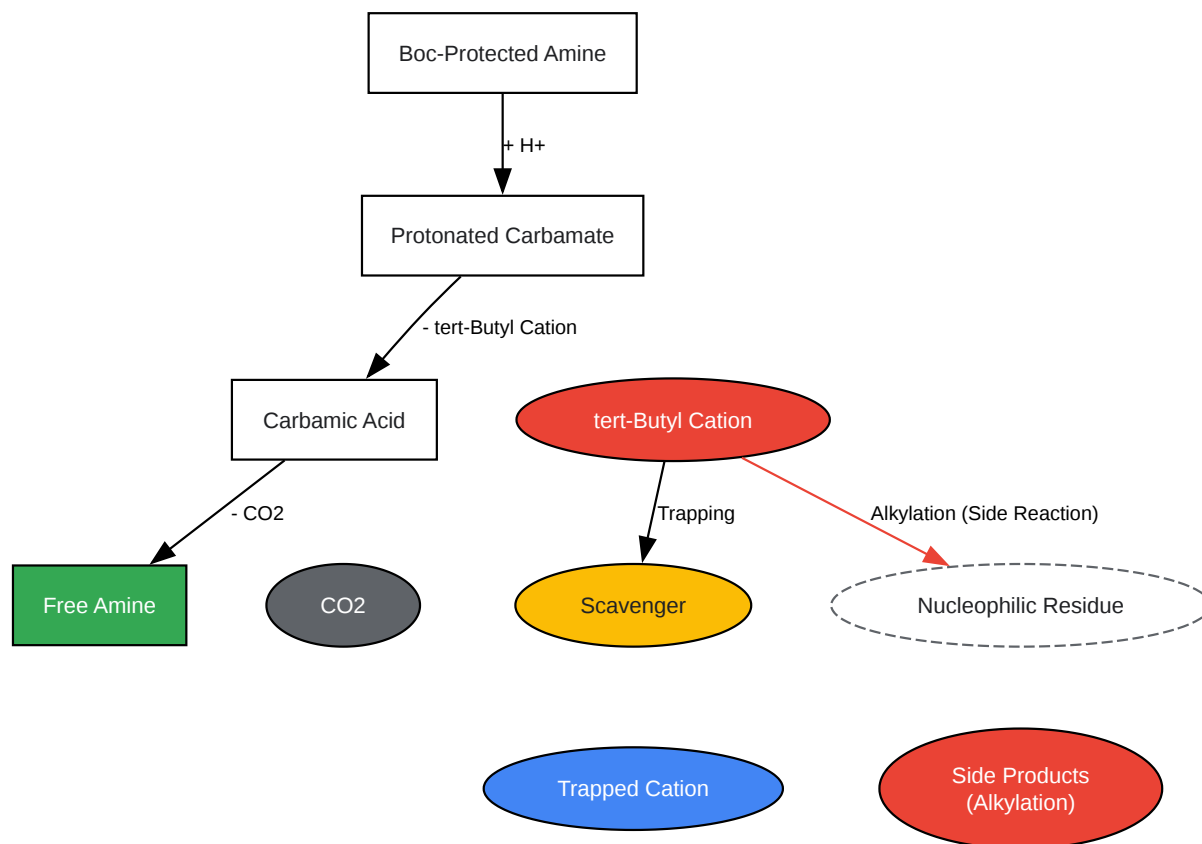 Boc-Protected Amine
+ H+
Protonated Carbamate
- tert-Butyl Cation
Carbamic Acid
tert-Butyl Cation
- CO2
Trapping
Alkylation (Side Reaction)
Free Amine
CO2
Scavenger
Nucleophilic Residue
Trapped Cation
Side Products
(Alkylation)